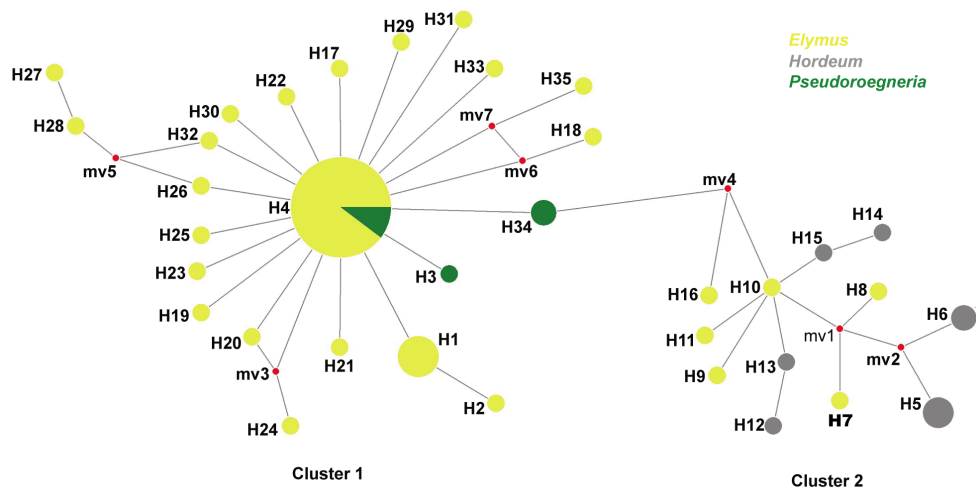 H31
H29
Elymus
H17
Hordeum
H27
H33
Pseudoroegneria
H22
H35
H30
mv7
H28
H32
H18
mv5
mv6
H26
mv4
H4
H34
H14
H25
H15
H23
H3
H16
H10
H8
H19
H6
H20
H1
H11
mv1
mv3
H21
H13
mv2
H9
H2
H5
H24
H12
H7
Cluster 1
Cluster 2